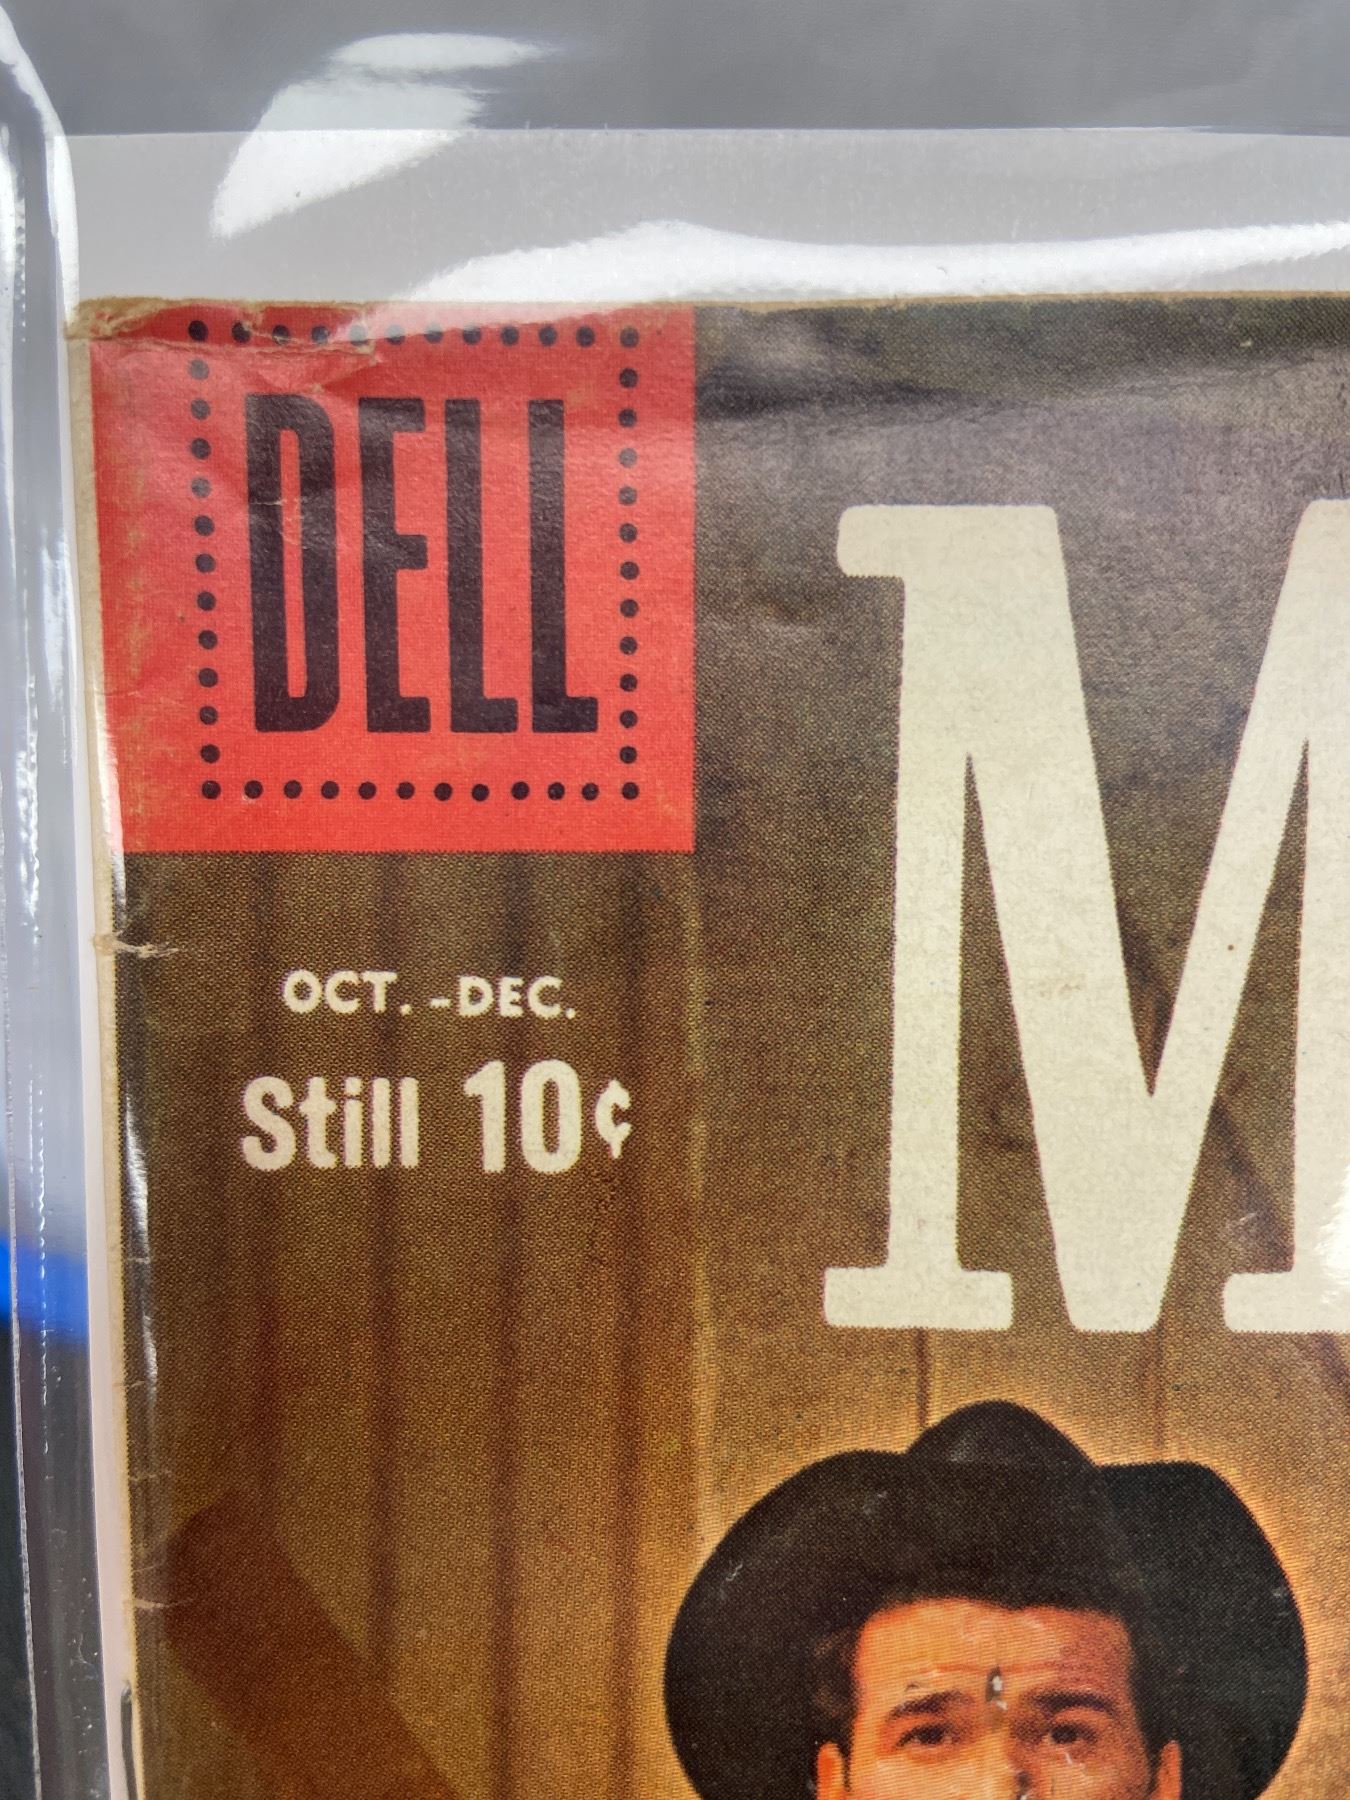 DELL
M
OCT. -DEC.
Still 10¢